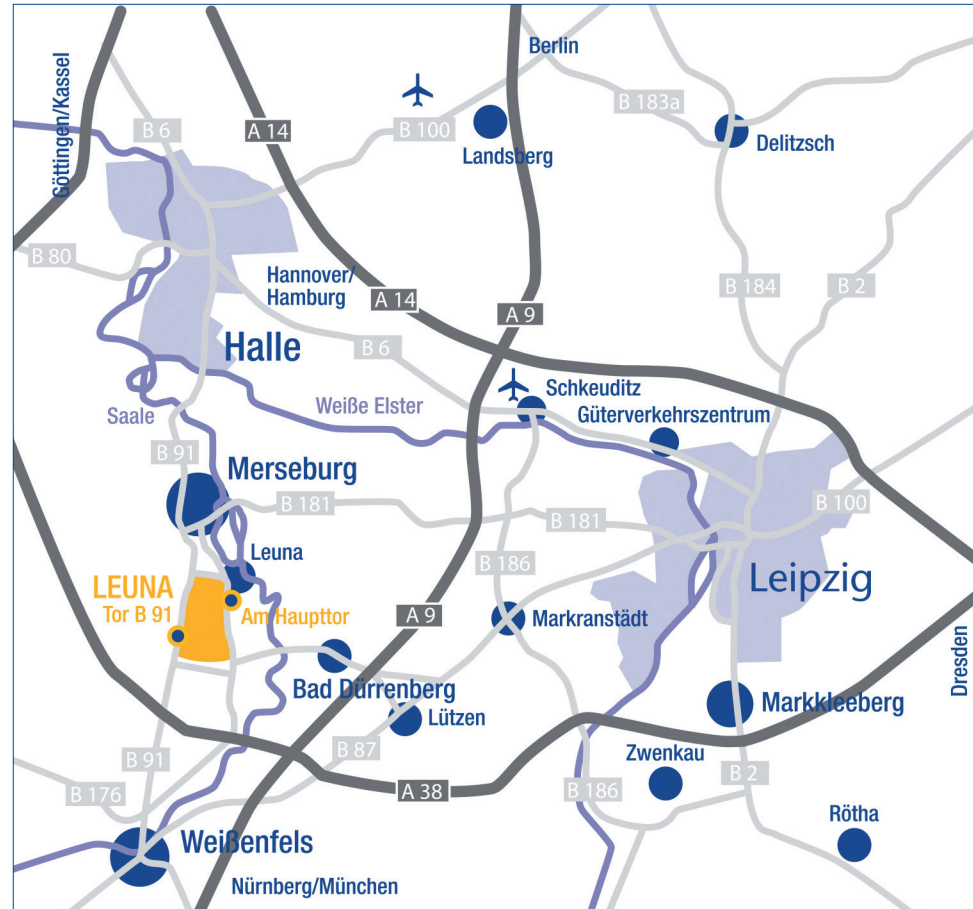 Berlin
Göttingen/Kassel
B 183a
B 6
A 14
B 100
Landsberg
Delitzsch
B 80
Hannover/
Hamburg
A 14
B 184
B 2
A 9
Halle
B 6
Schkeuditz
Saale
Weiße Elster
Güterverkehrszentrum
B 91
Merseburg
B 181
B 181
B 100
Leuna
B 186
Leipzig
LEUNA
Tor B 91
Am Haupttor
A 9
Markranstädt
Dresden
Bad Dürrenberg
Markkleeberg
Lützen
B 91
B 87
Zwenkau
B 2
B 176
A 38
B 186
Rötha
Weißenfels
Nürnberg/München